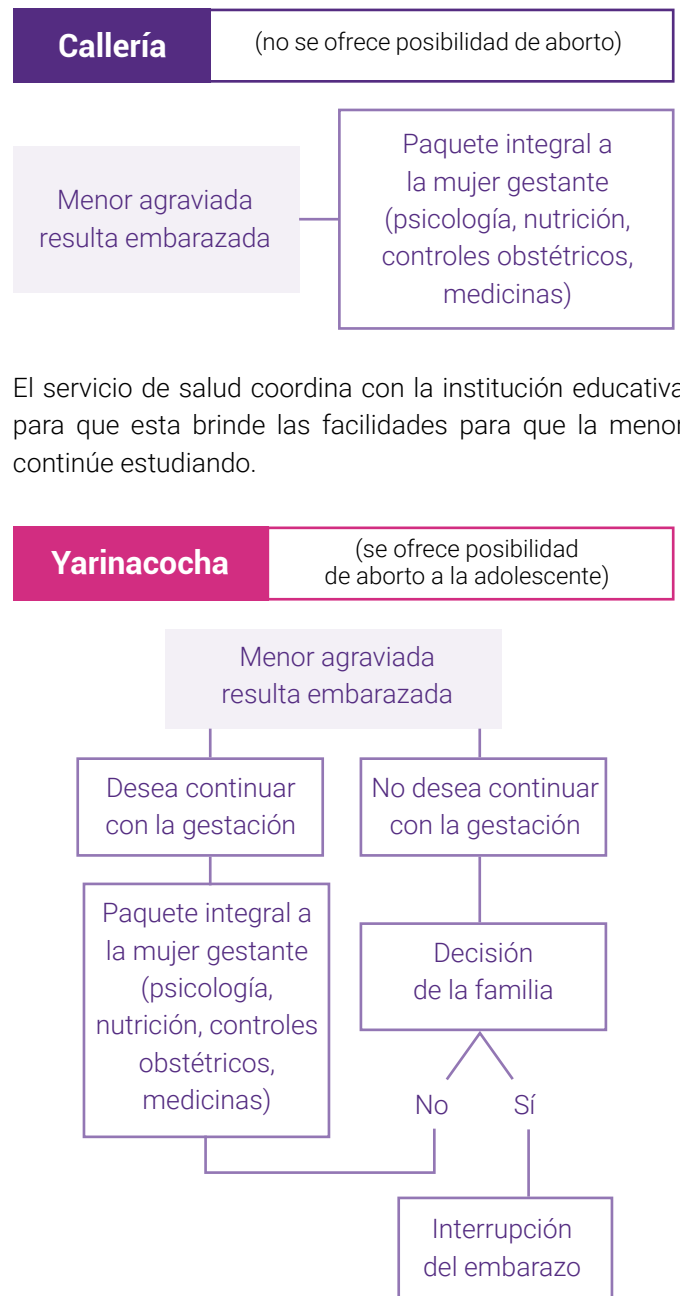 Callería
(no se ofrece posibilidad de aborto)
Menor agraviada
resulta embarazada
Paquete integral a
la mujer gestante
(psicología, nutrición,
controles obstétricos,
medicinas)
El servicio de salud coordina con la institución educativa
para que esta brinde las facilidades para que la menor
continúe estudiando.
Yarinacocha
(se ofrece posibilidad
de aborto a la adolescente)
Menor agraviada
resulta embarazada
Desea continuar
con la gestación
No desea continuar
con la gestación
Paquete integral a
la mujer gestante
(psicología,
nutrición, controles
obstétricos,
medicinas)
Decisión
de la familia
No
Sí
Interrupción
del embarazo